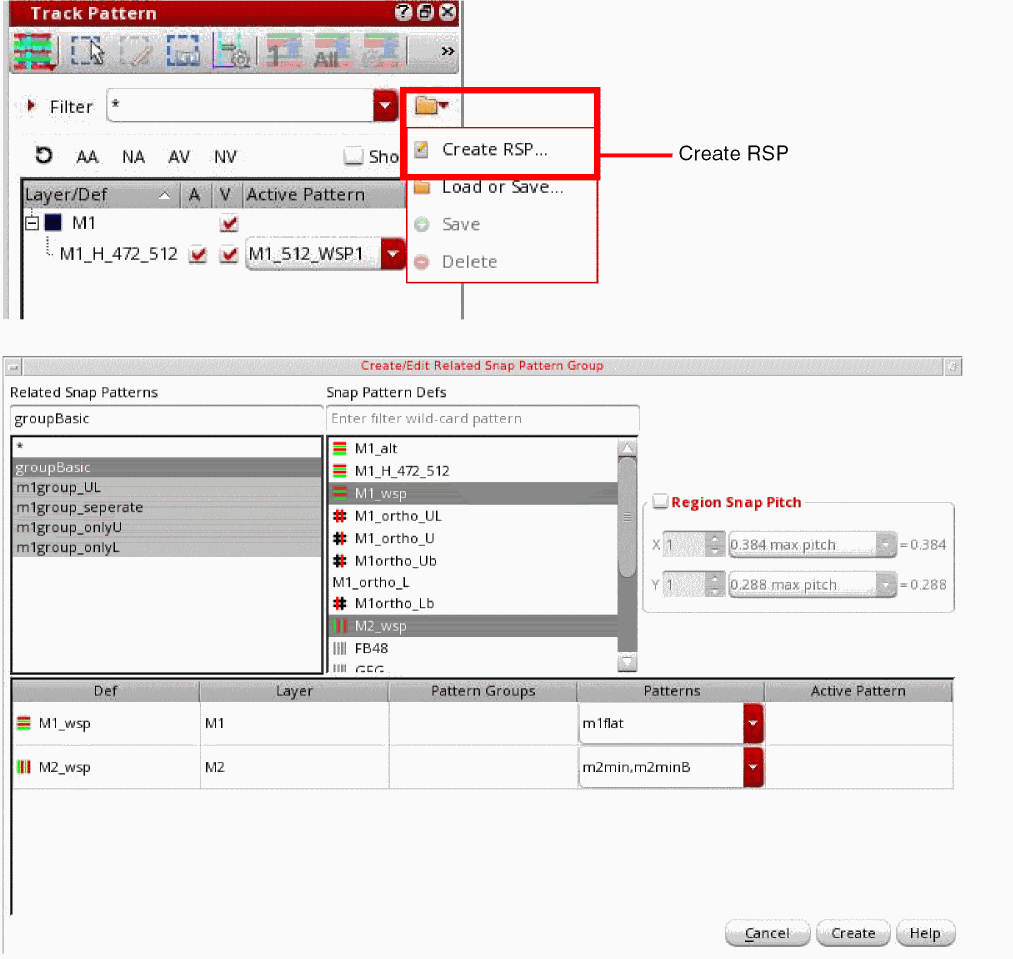 Track Pattern
Filter *
AA NA AV NV Sho
Create RSP...
Create RSP
Load or Save...
Save
Delete
Layer/Def A V Active Pattern
M1
M1_H_472_512 M1_512_WSP1
Create/Edit Related Snap Pattern Group
Related Snap Patterns Snap Pattern Defs
groupBasic Enter filter wild-card pattern
*
groupBasic
m1group_UL
m1group_seperate
m1group_onlyU
m1group_onlyL
M1_alt
M1_H_472_512
M1_wsp
M1_ortho_UL
M1_ortho_U
M1ortho_Ub
M1_ortho_L
M1ortho_Lb
M2_wsp
FB48
Region Snap Pitch
X 1 0.384 max pitch = 0.384
Y 1 0.288 max pitch = 0.288
Def Layer Pattern Groups Patterns Active Pattern
M1_wsp M1 m1flat
M2_wsp M2 m2min,m2minB
Cancel Create Help